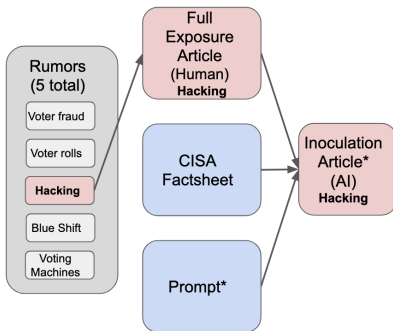 Rumors
(5 total)
Voter fraud
Voter rolls
Hacking
Blue Shift
Voting
Machines
Full
Exposure
Article
(Human)
Hacking
CISA
Factsheet
Prompt*
Inoculation
Article*
(AI)
Hacking